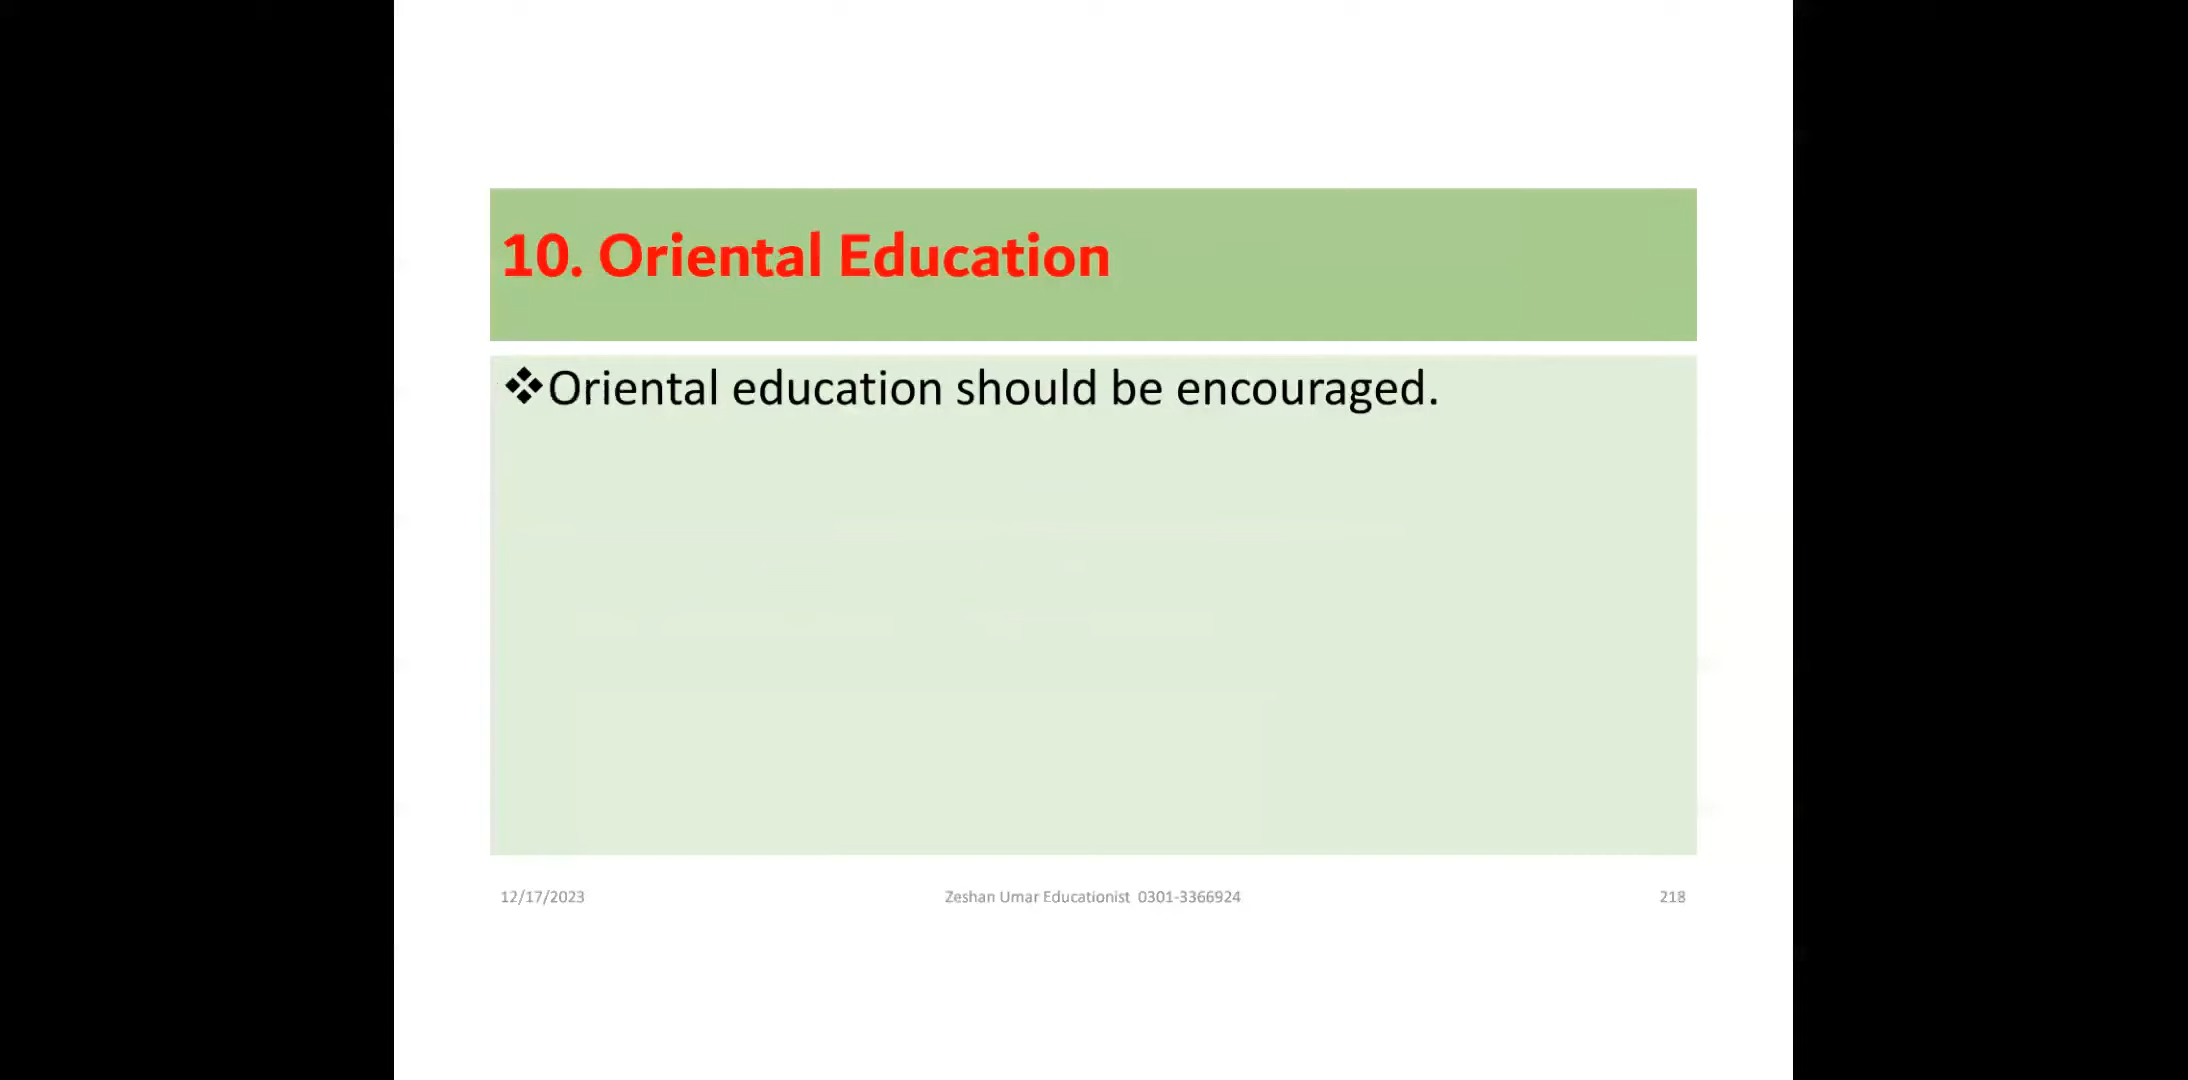 10. Oriental Education
❖Oriental education should be encouraged.
12/17/2023 Zeshan Umar Educationist 0301-3366924 218